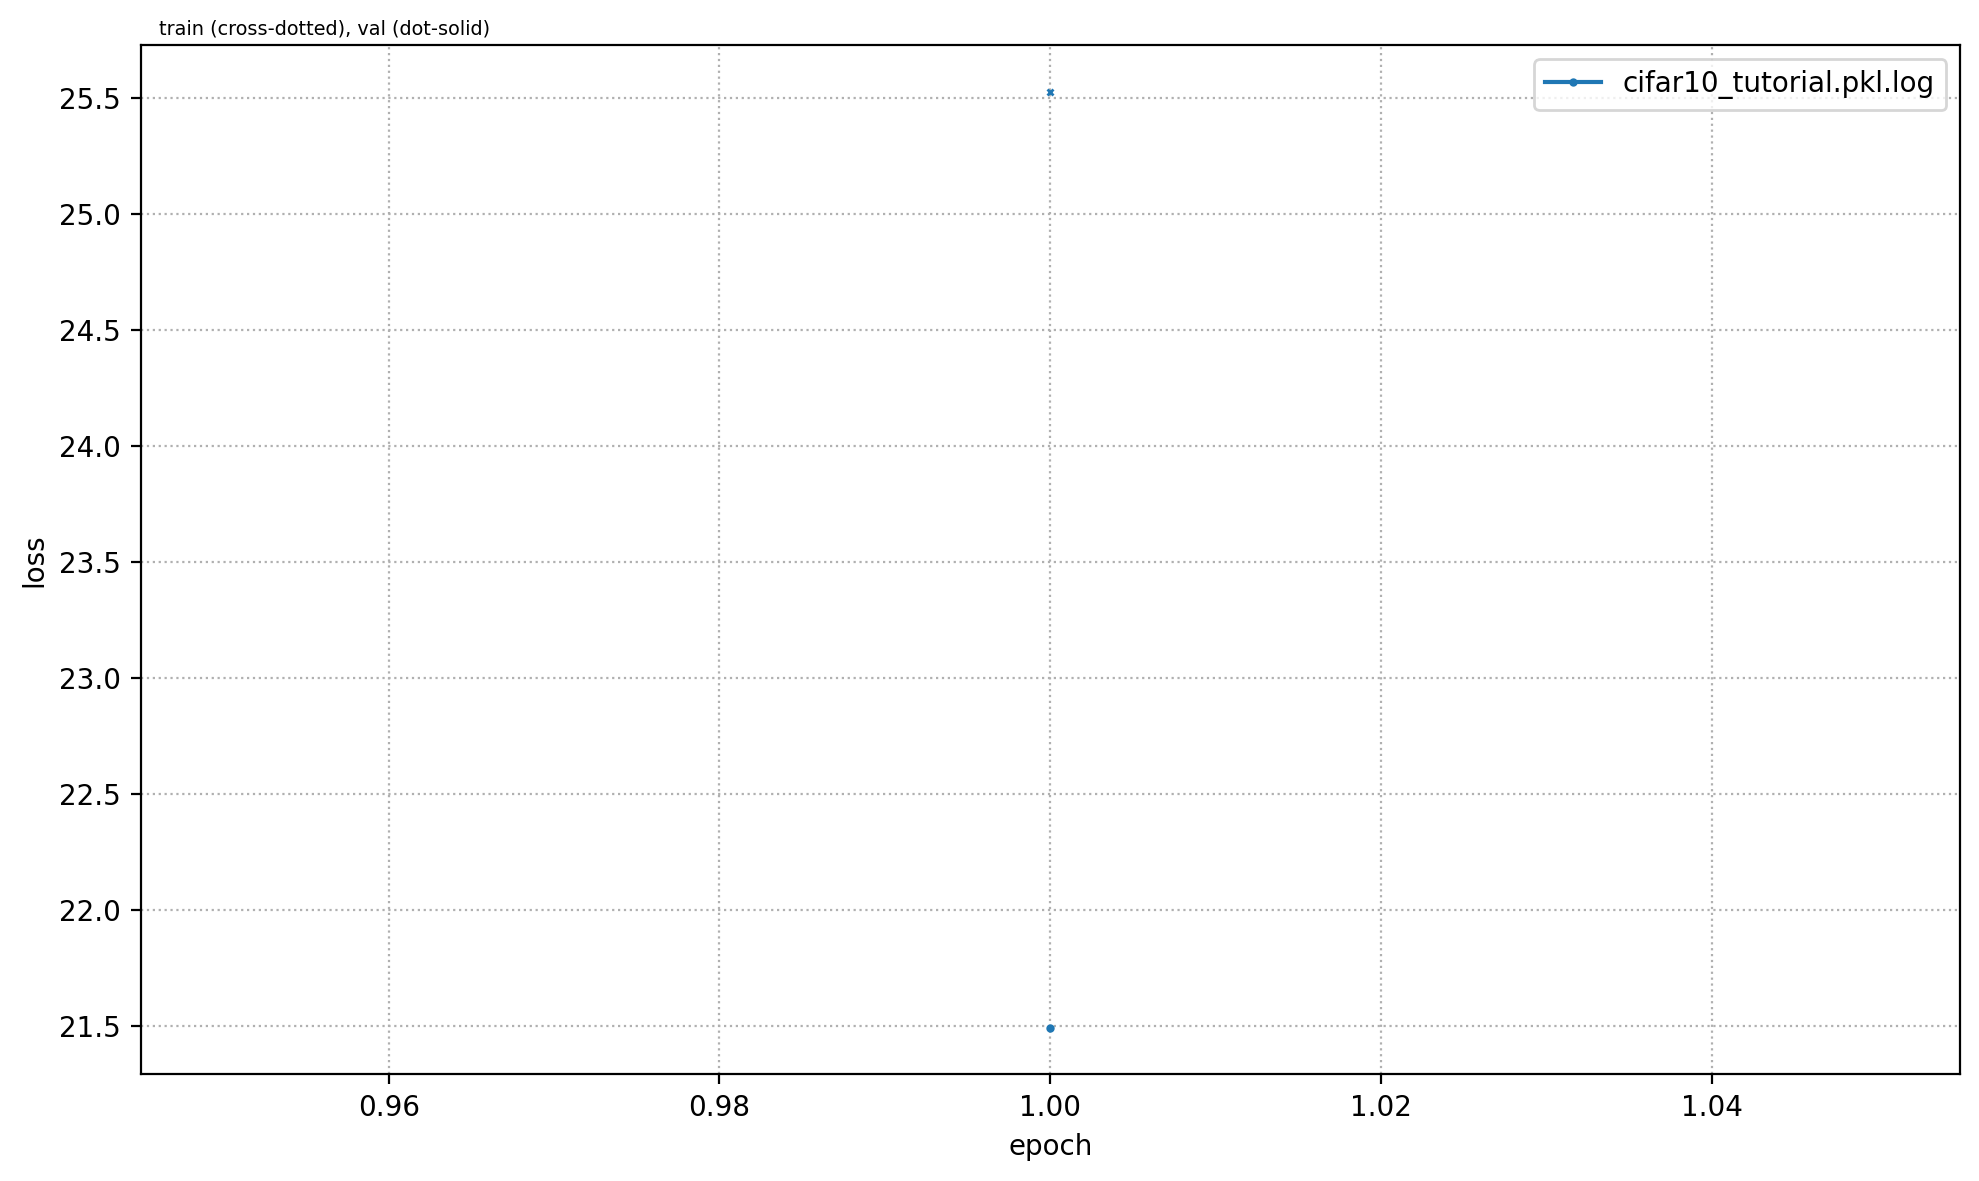 train (cross-dotted), val (dot-solid)
cifar10_tutorial.pkl.log
25.5
25.0
24.5
24.0
23.5
23.0
22.5
22.0
21.5
loss
0.96 0.98 1.00 1.02 1.04
epoch